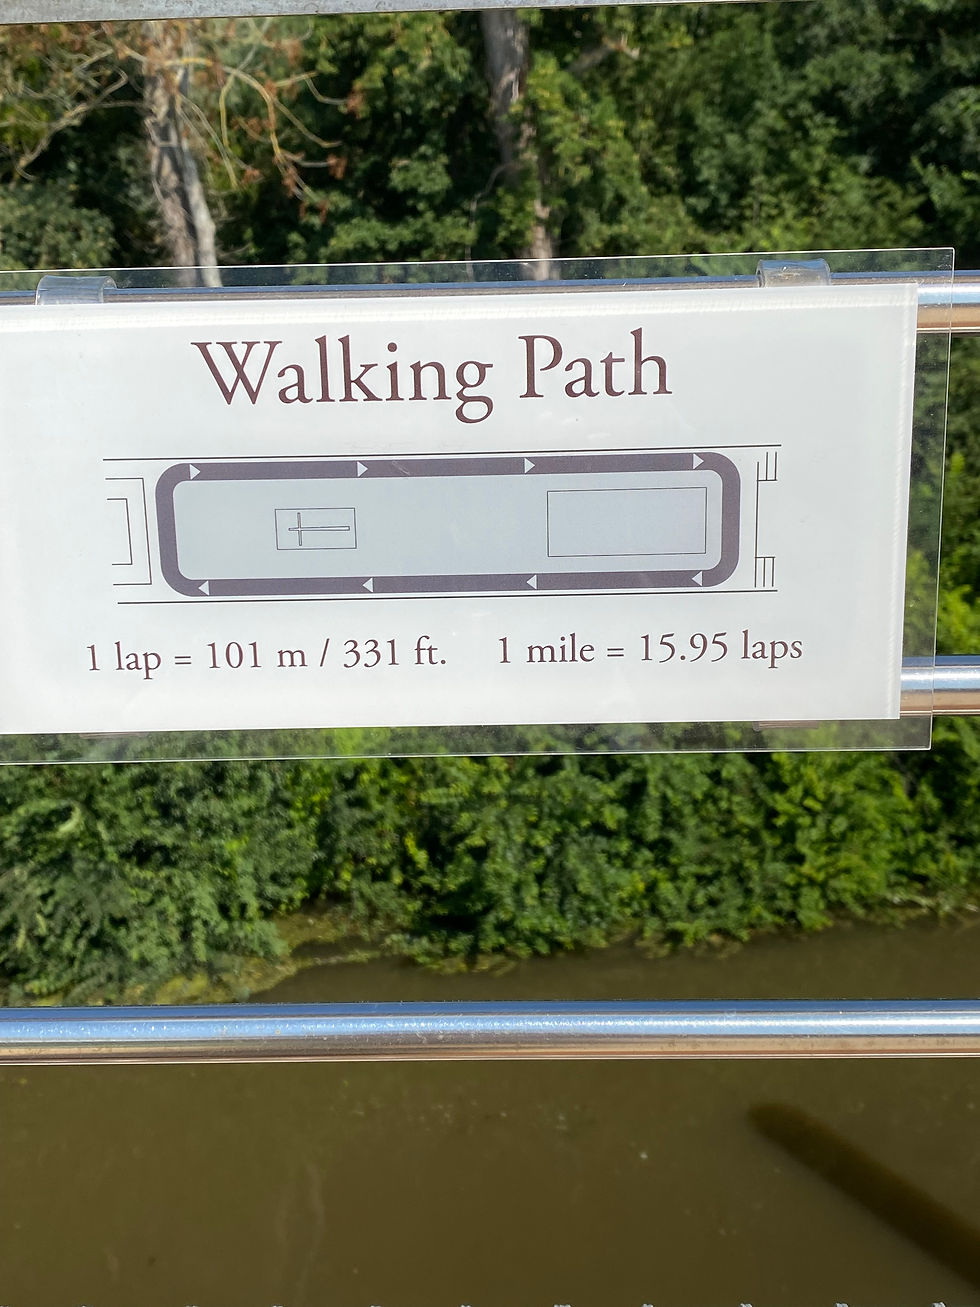 Walking Path
1 lap = 101 m / 331 ft. 1 mile = 15.95 laps